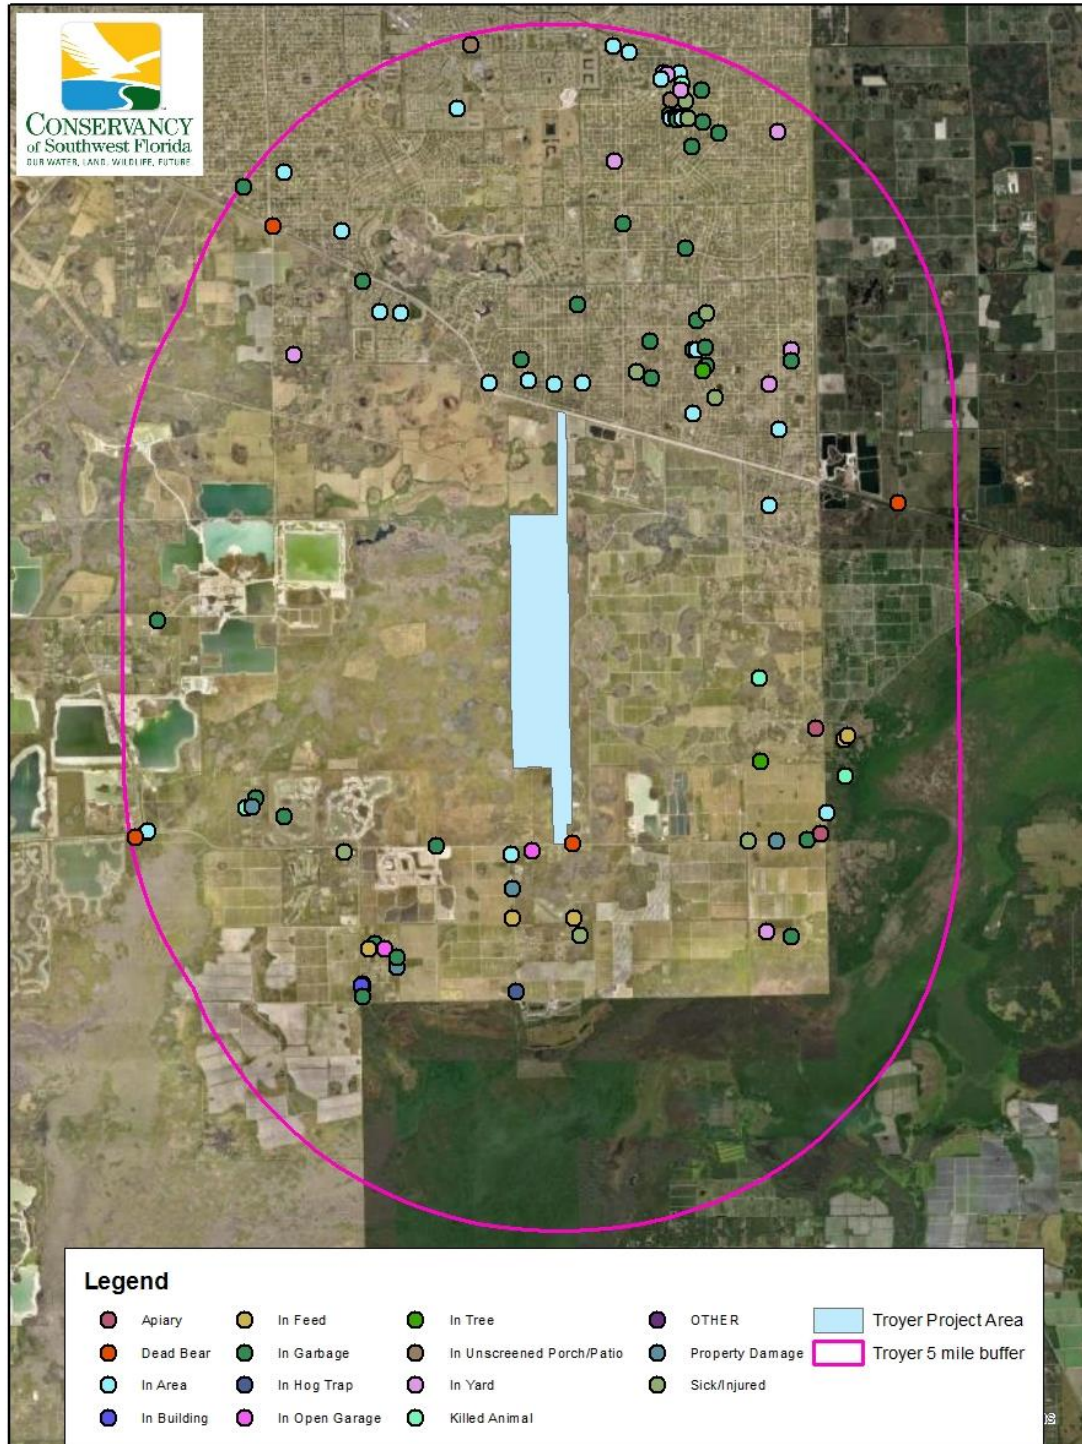 CONSERVANCY
of Southwest Florida
OUR WATER, LAND, WILDLIFE, FUTURE.
Legend
Apiary
Dead Bear
In Area
In Building
In Feed
In Garbage
In Hog Trap
In Open Garage
In Tree
In Unscreened Porch/Patio
In Yard
Killed Animal
OTHER
Property Damage
Sick/Injured
Troyer Project Area
Troyer 5 mile buffer